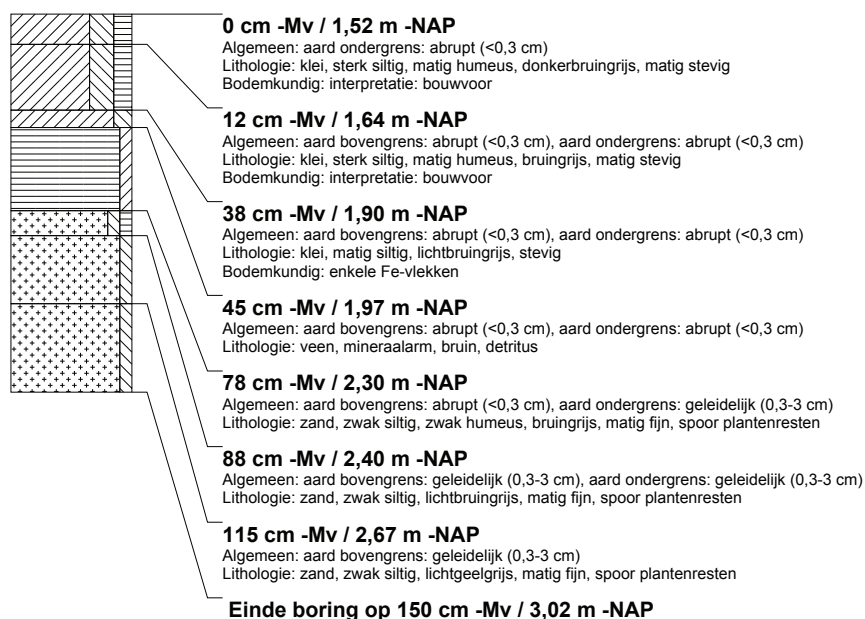 0 cm -Mv / 1,52 m -NAP
Algemeen: aard ondergrens: abrupt (<0,3 cm)
Lithologie: klei, sterk siltig, matig humeus, donkerbruingrijs, matig stevig
Bodemkundig: interpretatie: bouwvoor
12 cm -Mv / 1,64 m -NAP
Algemeen: aard bovengrens: abrupt (<0,3 cm), aard ondergrens: abrupt (<0,3 cm)
Lithologie: klei, sterk siltig, matig humeus, bruingrijs, matig stevig
Bodemkundig: interpretatie: bouwvoor
38 cm -Mv / 1,90 m -NAP
Algemeen: aard bovengrens: abrupt (<0,3 cm), aard ondergrens: abrupt (<0,3 cm)
Lithologie: klei, matig siltig, lichtbruingrijs, stevig
Bodemkundig: enkele Fe-vlekken
45 cm -Mv / 1,97 m -NAP
Algemeen: aard bovengrens: abrupt (<0,3 cm), aard ondergrens: abrupt (<0,3 cm)
Lithologie: veen, mineraalarm, bruin, detritus
78 cm -Mv / 2,30 m -NAP
Algemeen: aard bovengrens: abrupt (<0,3 cm), aard ondergrens: geleidelijk (0,3-3 cm)
Lithologie: zand, zwak siltig, zwak humeus, bruingrijs, matig fijn, spoor plantenresten
88 cm -Mv / 2,40 m -NAP
Algemeen: aard bovengrens: geleidelijk (0,3-3 cm), aard ondergrens: geleidelijk (0,3-3 cm)
Lithologie: zand, zwak siltig, lichtbruingrijs, matig fijn, spoor plantenresten
115 cm -Mv / 2,67 m -NAP
Algemeen: aard bovengrens: geleidelijk (0,3-3 cm)
Lithologie: zand, zwak siltig, lichtgeelgrijs, matig fijn, spoor plantenresten
Einde boring op 150 cm -Mv / 3,02 m -NAP